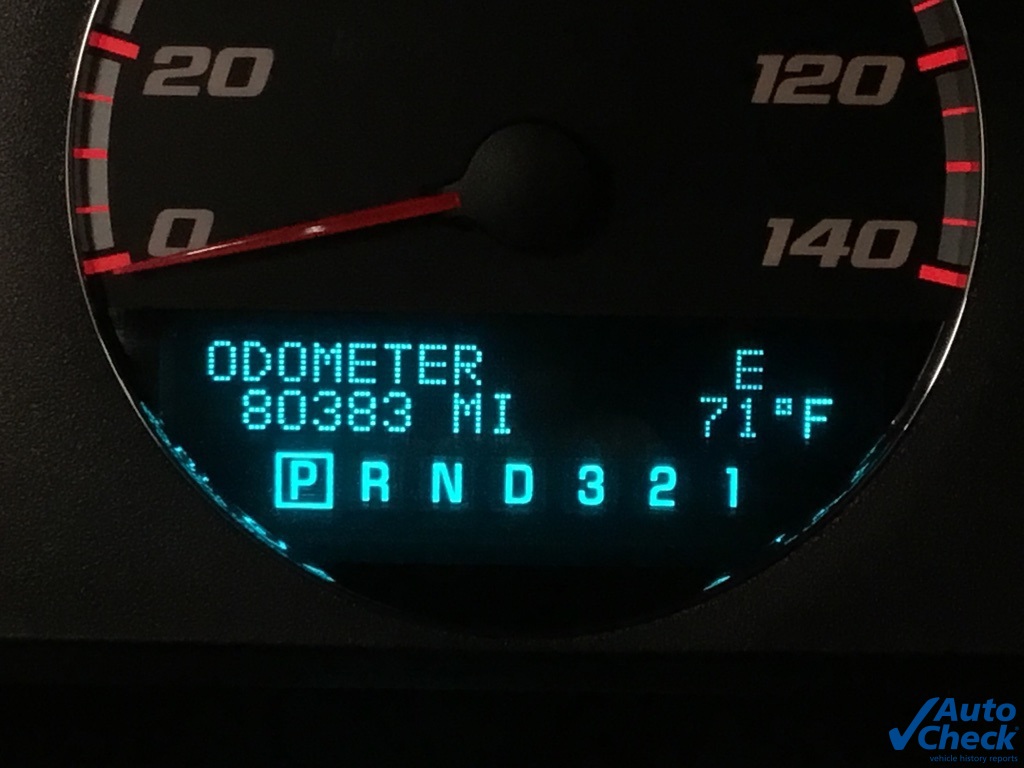 20 120
0 140
ODOMETER E
80383 MI 71°F
P R N D 3 2 1
Auto
Check
vehicle history reports